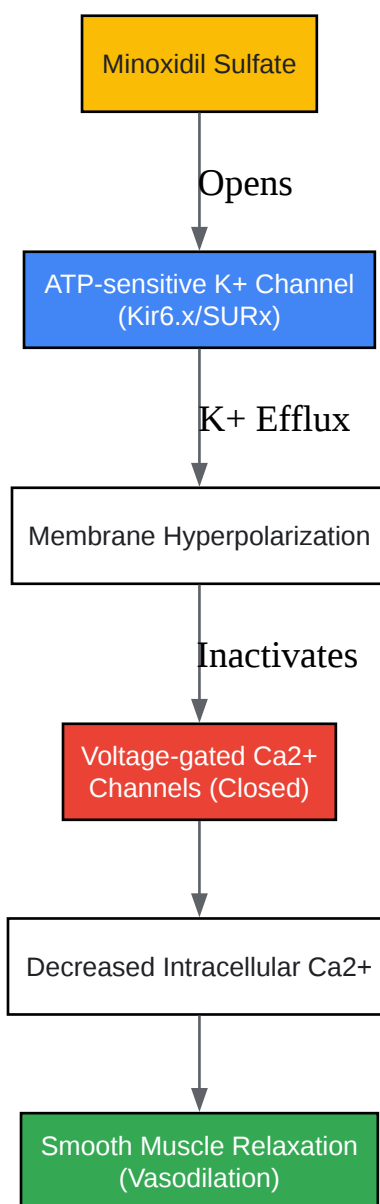 Minoxidil Sulfate
Opens
ATP-sensitive K+ Channel
(Kir6.x/SURx)
K+ Efflux
Membrane Hyperpolarization
Inactivates
Voltage-gated Ca2+
Channels (Closed)
Decreased Intracellular Ca2+
Smooth Muscle Relaxation
(Vasodilation)